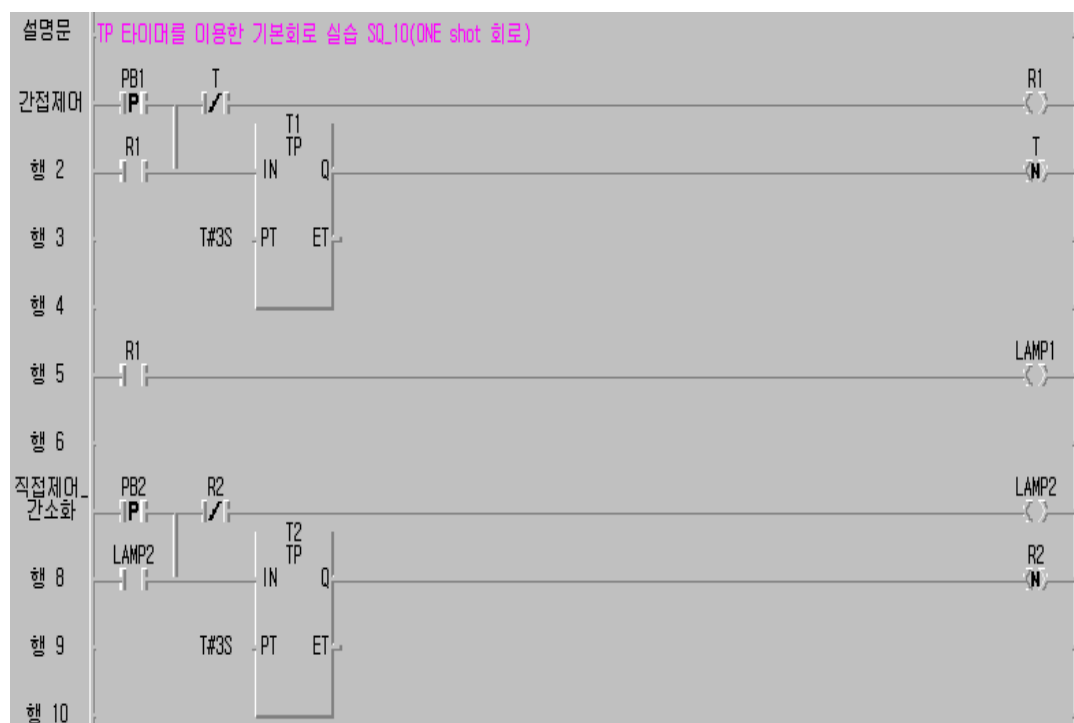 설명문 TP 타이머를 이용한 기본회로 실습 SQ_10(ONE shot 회로)
PB1 T R1
간접제어 P /
T1
R1 TP T
행 2 IN Q N
행 3 T#3S PT ET
행 4
R1 LAMP1
행 5
행 6
직접제어_ PB2 R2 LAMP2
간소화 P /
T2
LAMP2 TP R2
행 8 IN Q N
행 9 T#3S PT ET
행 10